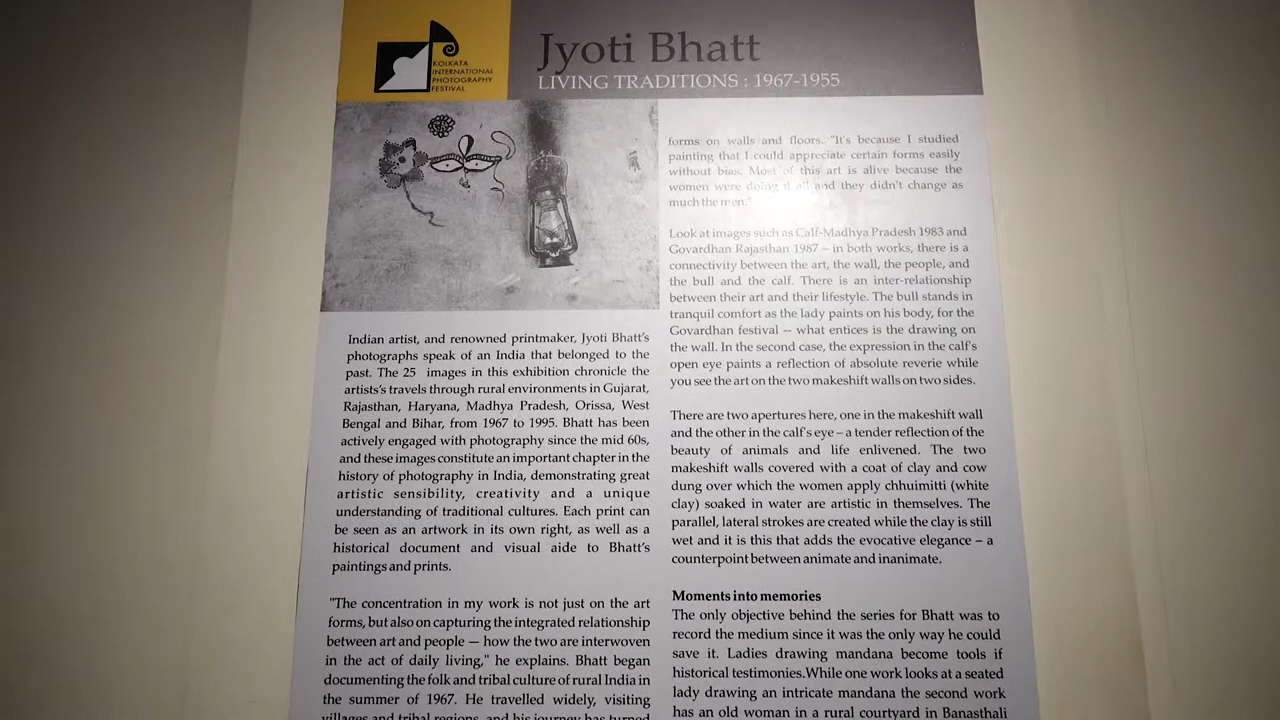 KOLKATA
INTERNATIONAL
PHOTOGRAPHY
FESTIVAL
Jyoti Bhatt
LIVING TRADITIONS : 1967-1955
Indian artist, and renowned printmaker, Jyoti Bhatt's
photographs speak of an India that belonged to the
past. The 25 images in this exhibition chronicle the
artists's travels through rural environments in Gujarat,
Rajasthan, Haryana, Madhya Pradesh, Orissa, West
Bengal and Bihar, from 1967 to 1995. Bhatt has been
actively engaged with photography since the mid 60s,
and these images constitute an important chapter in the
history of photography in India, demonstrating great
artistic sensibility, creativity and a unique
understanding of traditional cultures. Each print can
be seen as an artwork in its own right, as well as a
historical document and visual aide to Bhatt's
paintings and prints.
"The concentration in my work is not just on the art
forms, but also on capturing the integrated relationship
between art and people — how the two are interwoven
in the act of daily living," he explains. Bhatt began
documenting the folk and tribal culture of rural India in
the summer of 1967. He travelled widely, visiting
villages and tribal regions, and his journey has turned
forms on walls and floors. "It's because I studied
painting that I could appreciate certain forms easily
without bias. Most of this art is alive because the
women were doing it all and they didn't change as
much the men."
Look at images such as Calf-Madhya Pradesh 1983 and
Govardhan Rajasthan 1987 – in both works, there is a
connectivity between the art, the wall, the people, and
the bull and the calf. There is an inter-relationship
between their art and their lifestyle. The bull stands in
tranquil comfort as the lady paints on his body, for the
Govardhan festival -- what entices is the drawing on
the wall. In the second case, the expression in the calf's
open eye paints a reflection of absolute reverie while
you see the art on the two makeshift walls on two sides.
There are two apertures here, one in the makeshift wall
and the other in the calf's eye – a tender reflection of the
beauty of animals and life enlivened. The two
makeshift walls covered with a coat of clay and cow
dung over which the women apply chhuimitti (white
clay) soaked in water are artistic in themselves. The
parallel, lateral strokes are created while the clay is still
wet and it is this that adds the evocative elegance – a
counterpoint between animate and inanimate.
Moments into memories
The only objective behind the series for Bhatt was to
record the medium since it was the only way he could
save it. Ladies drawing mandana become tools if
historical testimonies.While one work looks at a seated
lady drawing an intricate mandana the second work
has an old woman in a rural courtyard in Banasthali